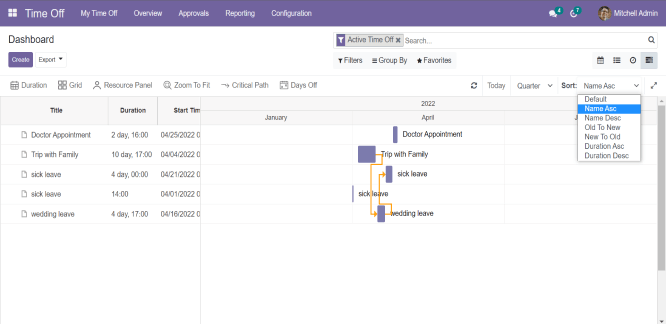 Time Off My Time Off Overview Approvals Reporting Configuration 4 7 Mitchell Admin
Dashboard
Active Time Off × Search...
Create Export
Filters Group By Favorites
Duration Grid Resource Panel Zoom To Fit Critical Path Days Off Today Quarter Sort: Name Asc
Default
Name Asc
Name Desc
Old To New
New To Old
Duration Asc
Duration Desc
Title Duration Start Tim
2022
January April J
Doctor Appointment 2 day, 16:00 04/25/2022 0 Doctor Appointment
Trip with Family 10 day, 17:00 04/04/2022 0 Trip with Family
sick leave 4 day, 00:00 04/21/2022 0 sick leave
sick leave 14:00 04/01/2022 0 sick leave
wedding leave 4 day, 17:00 04/16/2022 0 wedding leave